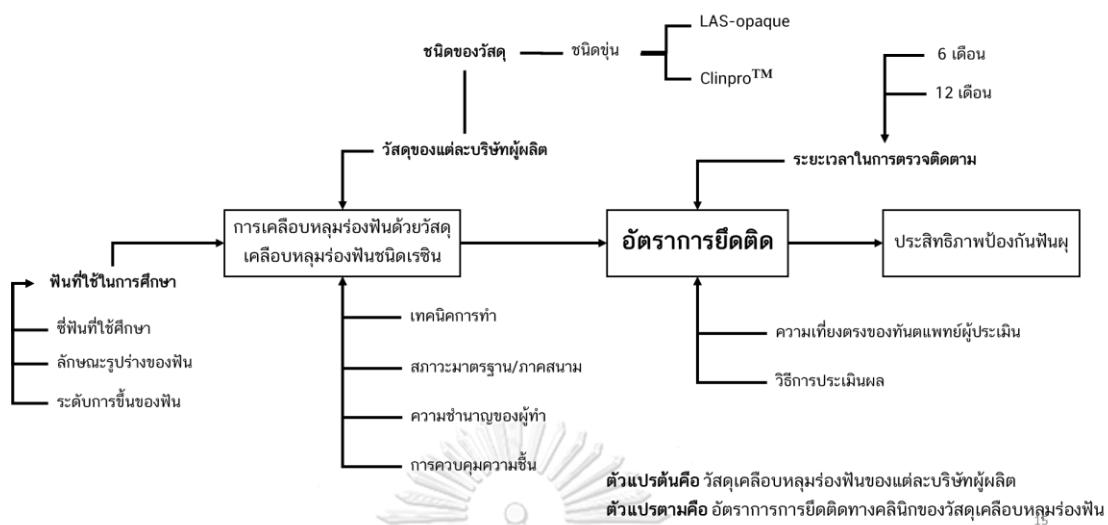 LAS-opaque
ชนิดของวัสดุ
ชนิดขุ่น
Clinpro™
6 เดือน
12 เดือน
วัสดุของแต่ละบริษัทผู้ผลิต
ระยะเวลาในการตรวจติดตาม
การเคลือบหลุมร่องฟันด้วยวัสดุ
เคลือบหลุมร่องฟันชนิดเรซิน
อัตราการยึดติด
ประสิทธิภาพป้องกันฟันผุ
ฟันที่ใช้ในการศึกษา
ซี่ฟันที่ใช้ศึกษา
ลักษณะรูปร่างของฟัน
ระดับการขึ้นของฟัน
เทคนิคการทำ
สภาวะมาตรฐาน/ภาคสนาม
ความชำนาญของผู้ทำ
การควบคุมความชื้น
ความเที่ยงตรงของทันตแพทย์ผู้ประเมิน
วิธีการประเมินผล
ตัวแปรต้นคือ วัสดุเคลือบหลุมร่องฟันของแต่ละบริษัทผู้ผลิต
ตัวแปรตามคือ อัตราการการยึดติดทางคลินิกของวัสดุเคลือบหลุมร่องฟัน
15